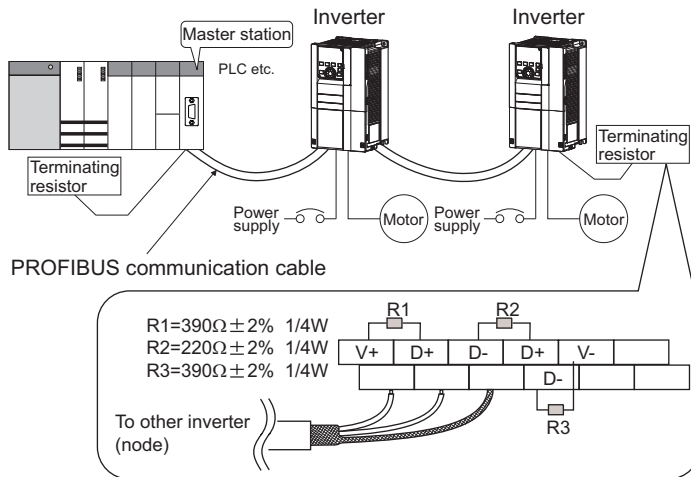 Inverter
Inverter
Master station
PLC etc.
Terminating
resistor
Terminating
resistor
Power
supply
Motor
Power
supply
Motor
PROFIBUS communication cable
R1=390Ω±2% 1/4W
R2=220Ω±2% 1/4W
R3=390Ω±2% 1/4W
R1
R2
V+ D+ D- D+ V-
D-
R3
To other inverter
(node)